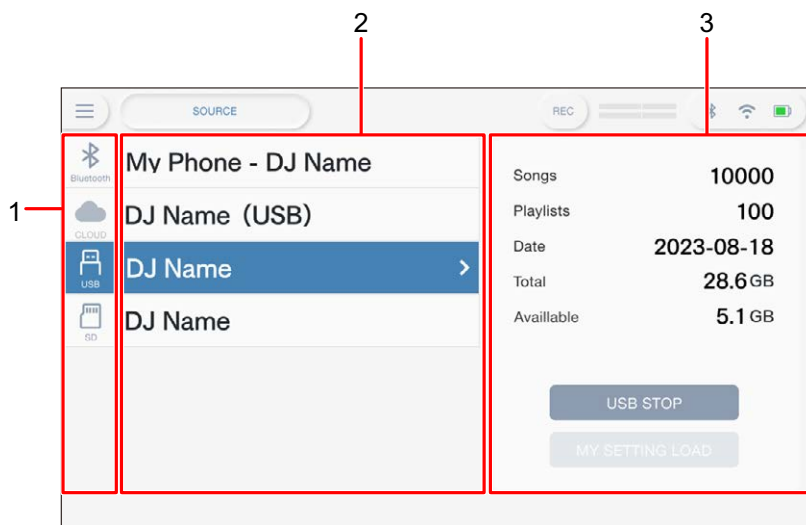 2
3
SOURCE
REC
Bluetooth
My Phone - DJ Name
1
CLOUD
DJ Name (USB)
USB
DJ Name
SD
DJ Name
Songs 10000
Playlists 100
Date 2023-08-18
Total 28.6 GB
Availlable 5.1 GB
USB STOP
MY SETTING LOAD